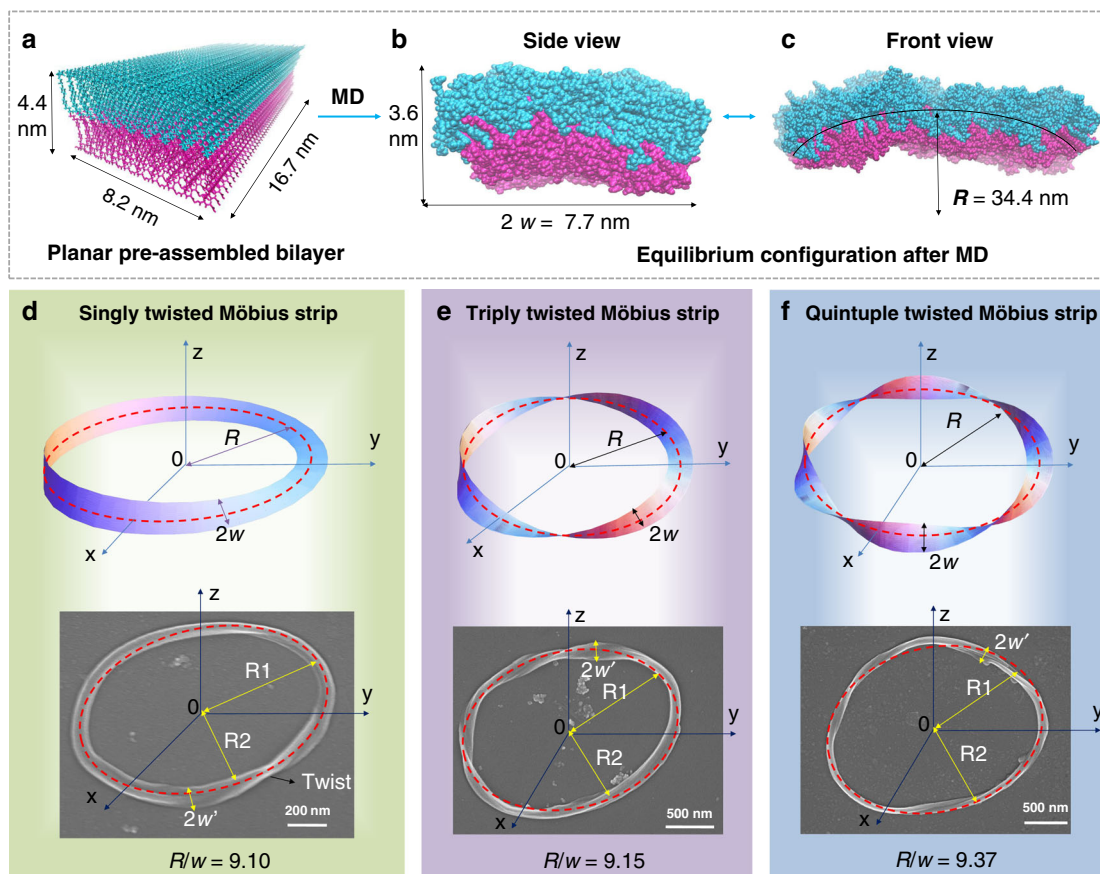 a
4.4
nm
8.2 nm
16.7 nm
Planar pre-assembled bilayer
MD
b
Side view
3.6
nm
2 w = 7.7 nm
c
Front view
R = 34.4 nm
Equilibrium configuration after MD
d
Singly twisted Möbius strip
z
R
y
0
2w
x
z
R1
0
y
R2
Twist
x
2w'
200 nm
R/w = 9.10
e
Triply twisted Möbius strip
z
R
y
0
2w
x
z
2w'
R1
y
0
R2
x
500 nm
R/w = 9.15
f
Quintuple twisted Möbius strip
z
R
y
0
2w
x
z
2w'
R1
y
0
R2
x
500 nm
R/w = 9.37